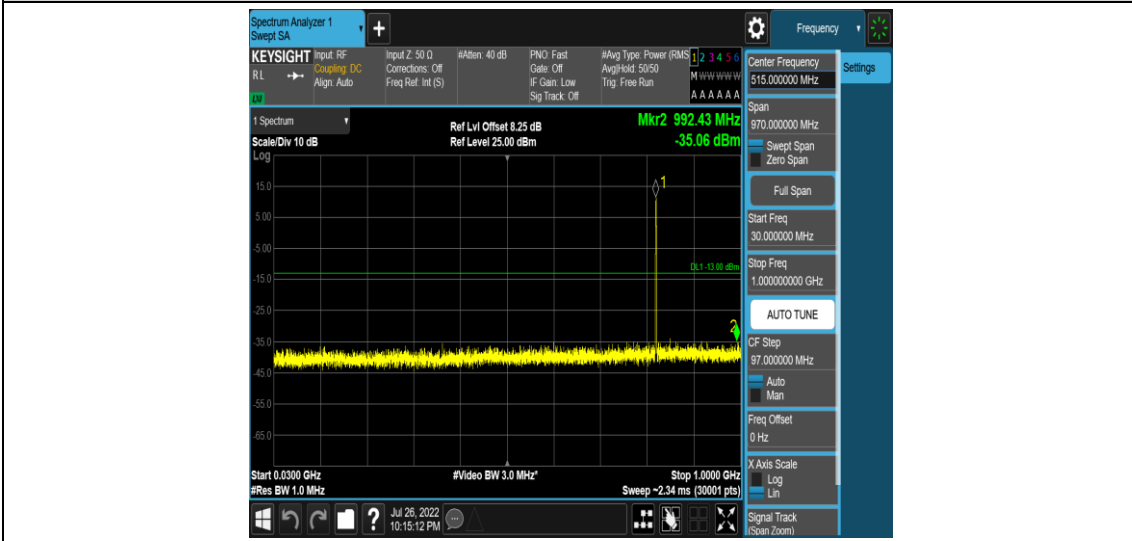 Spectrum Analyzer 1
Swept SA
+
Frequency
KEYSIGHT
RL
Input: RF
Coupling: DC
Align: Auto
Input Z: 50 Ω
Corrections: Off
Freq Ref: Int (S)
#Atten: 40 dB
PNO: Fast
Gate: Off
IF Gain: Low
Sig Track: Off
#Avg Type: Power (RMS
Avg|Hold: 50/50
Trig: Free Run
1 2 3 4 5 6
M W W W W W
A A A A A A
1 Spectrum
Scale/Div 10 dB
Log
Ref Lvl Offset 8.25 dB
Ref Level 25.00 dBm
Mkr2 992.43 MHz
-35.06 dBm
15.0
5.00
-5.00
-15.0
-25.0
-35.0
-45.0
-55.0
-65.0
1
DL1 -13.00 dBm
2
Start 0.0300 GHz
#Res BW 1.0 MHz
#Video BW 3.0 MHz*
Stop 1.0000 GHz
Sweep ~2.34 ms (30001 pts)
?
Jul 26, 2022
10:15:12 PM
Center Frequency
515.000000 MHz
Settings
Span
970.000000 MHz
Swept Span
Zero Span
Full Span
Start Freq
30.000000 MHz
Stop Freq
1.000000000 GHz
AUTO TUNE
CF Step
97.000000 MHz
Auto
Man
Freq Offset
0 Hz
X Axis Scale
Log
Lin
Signal Track
(Span Zoom)